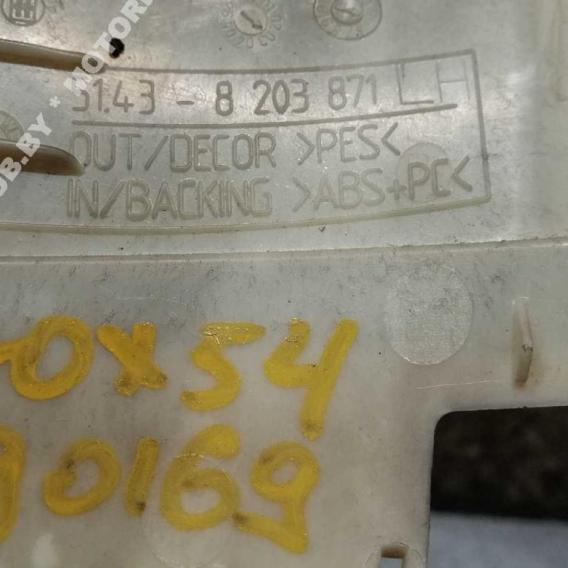 51.43 - 8 203 871 LH
OUT/DECOR >PES<
IN/BACKING >ABS+PC<
0X54
0169